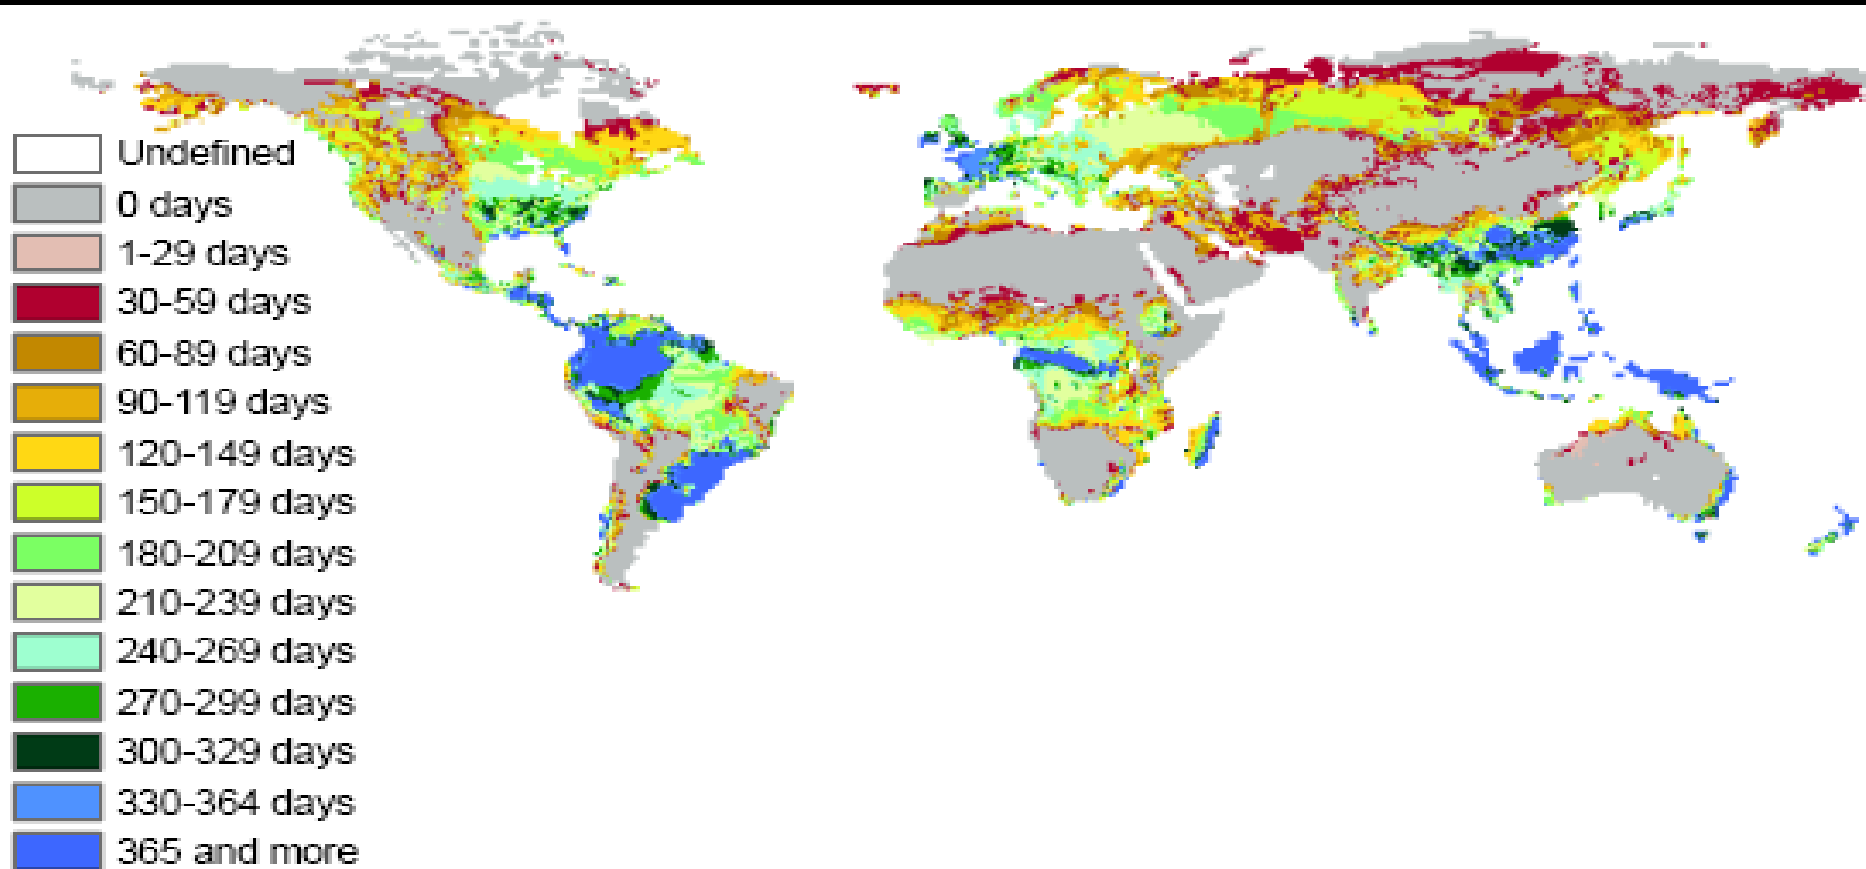 Undefined
0 days
1-29 days
30-59 days
60-89 days
90-119 days
120-149 days
150-179 days
180-209 days
210-239 days
240-269 days
270-299 days
300-329 days
330-364 days
365 and more